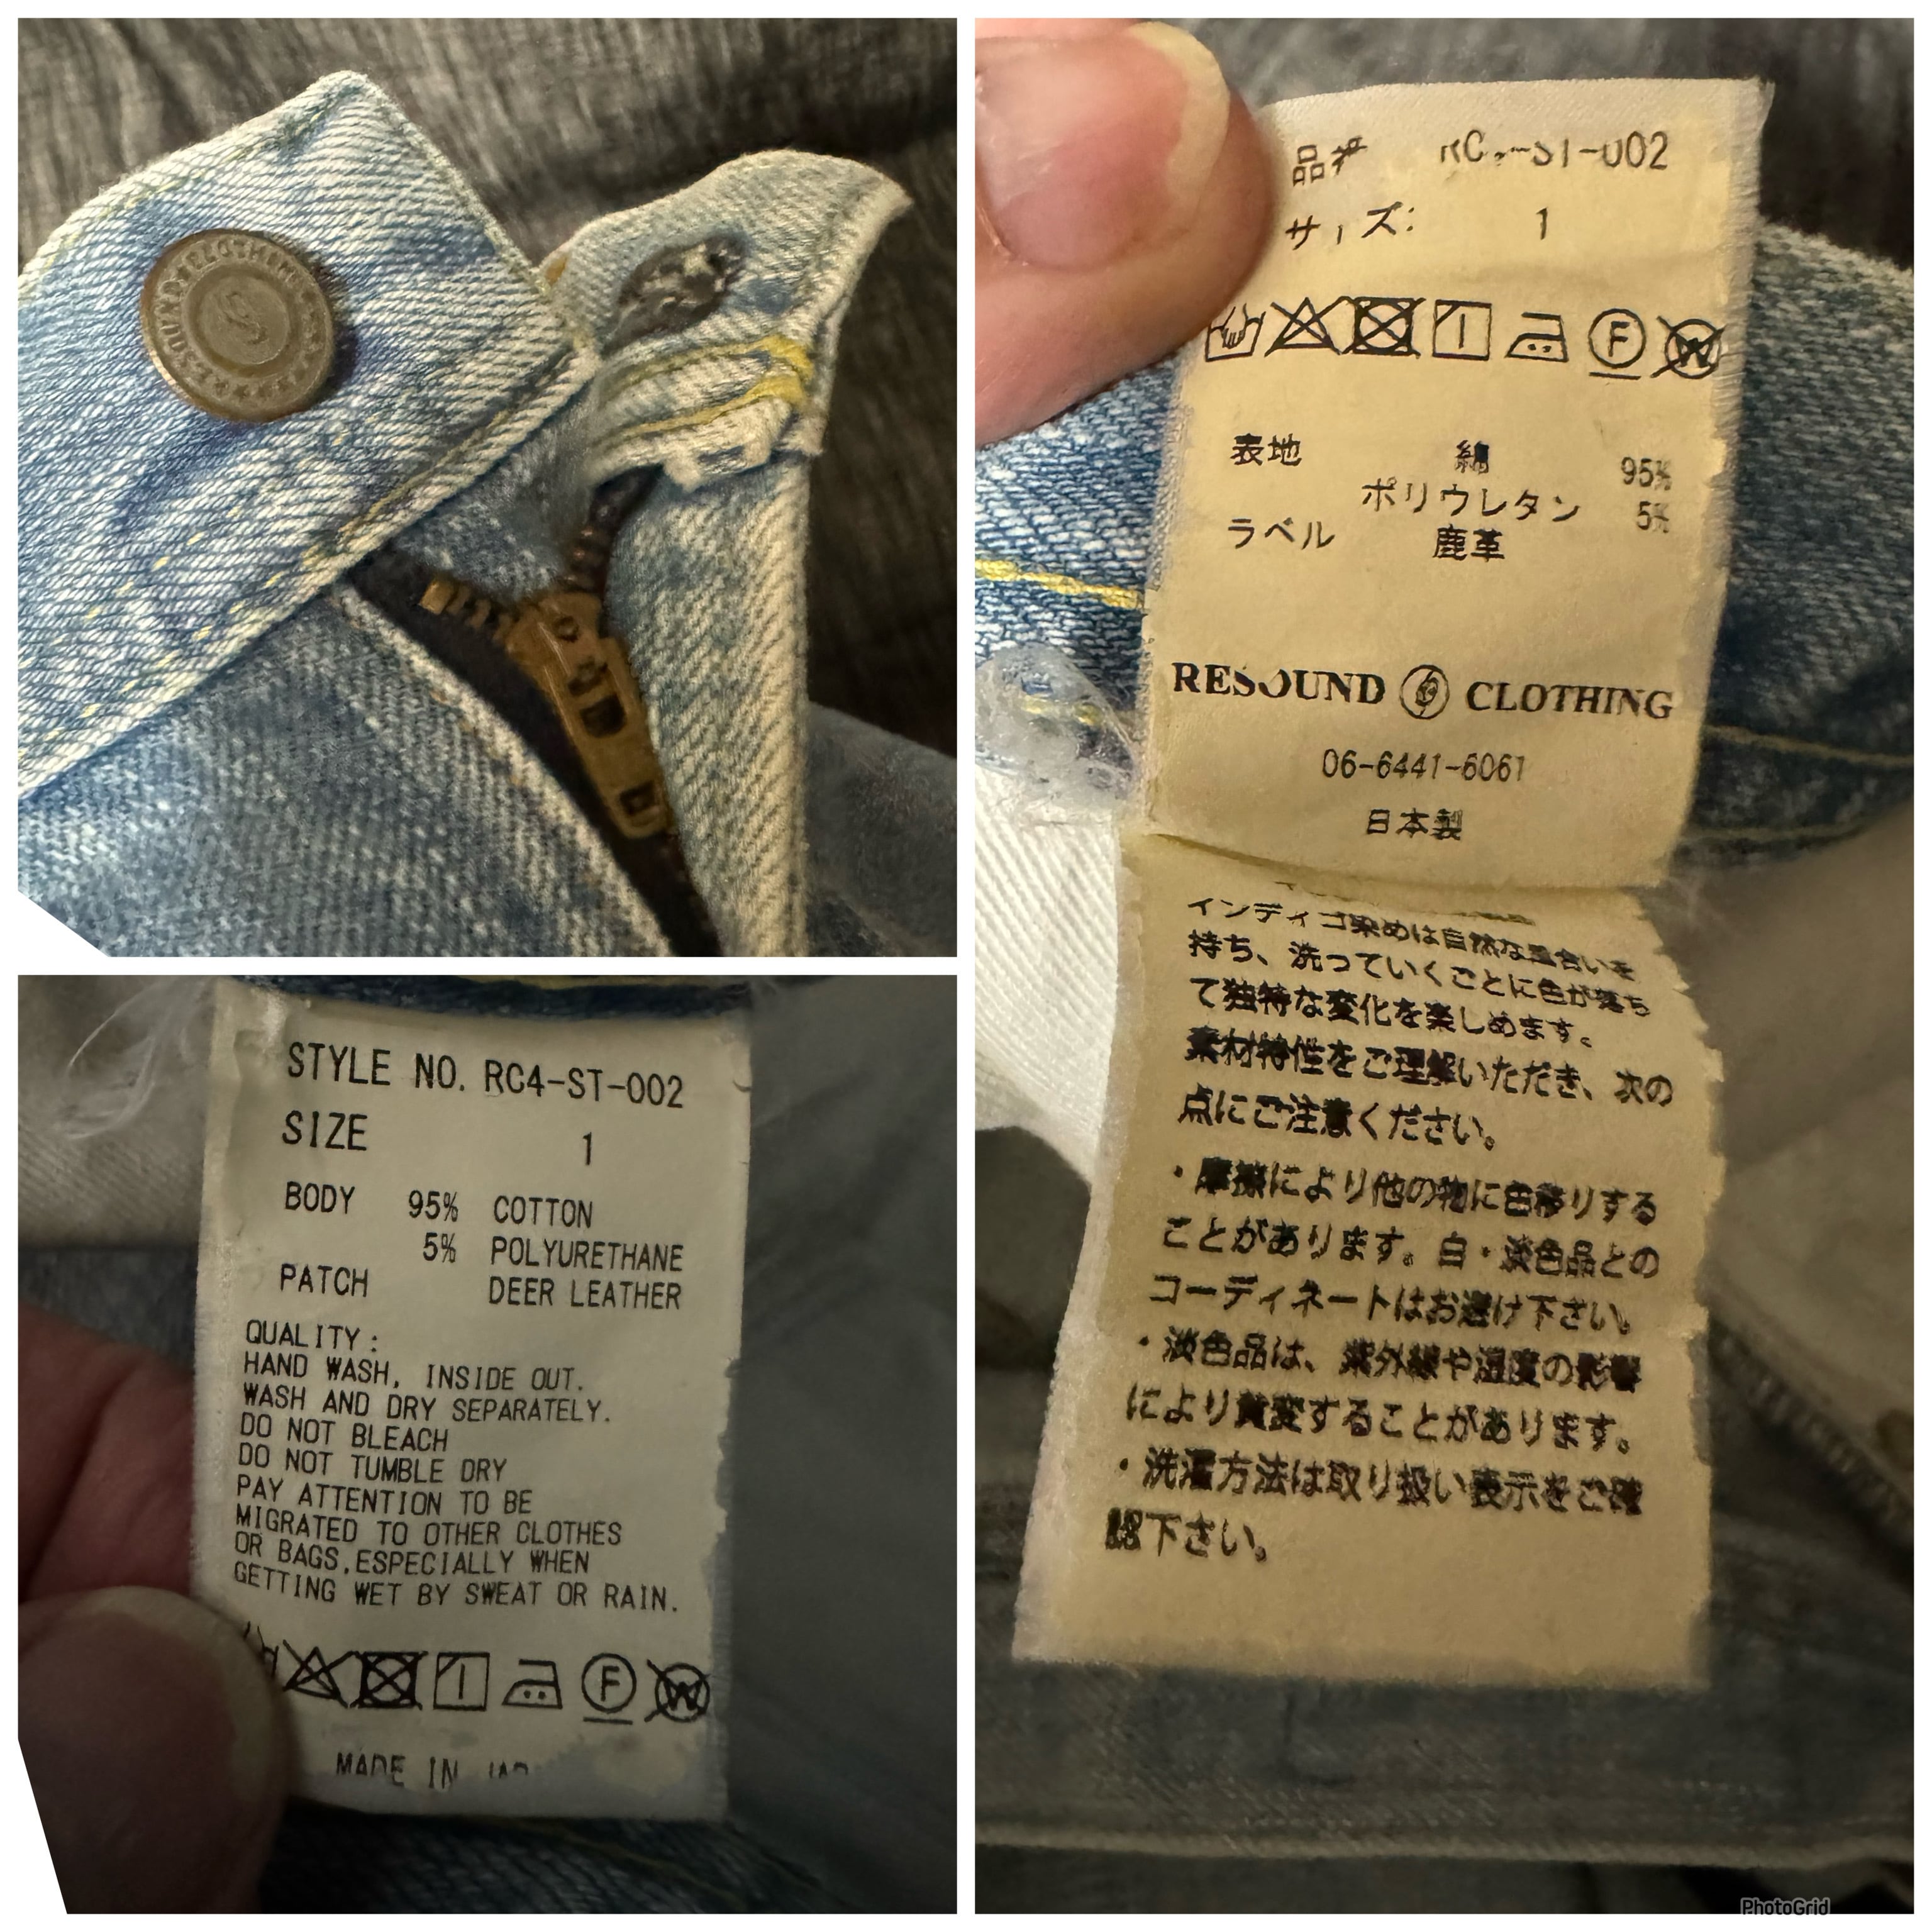 RESOUND CLOTHING
STYLE NO. RC4-ST-002
SIZE 1
BODY 95% COTTON
5% POLYURETHANE
PATCH DEER LEATHER
QUALITY:
HAND WASH, INSIDE OUT.
WASH AND DRY SEPARATELY.
DO NOT BLEACH
DO NOT TUMBLE DRY
PAY ATTENTION TO BE
MIGRATED TO OTHER CLOTHES
OR BAGS,ESPECIALLY WHEN
GETTING WET BY SWEAT OR RAIN.
F W
MADE IN
品番 RC4-ST-002
サイズ: 1
F W
表地 綿 95%
ポリウレタン 5%
ラベル 鹿革
RESOUND CLOTHING
06-6441-6061
日本製
インディゴ染めは自然な風合いを
持ち、洗っていくごとに色が落ち
て独特な変化を楽しめます。
素材特性をご理解いただき、次の
点にご注意ください。
・摩擦により他の物に色移りする
ことがあります。白・淡色品との
コーディネートはお避け下さい。
・淡色品は、紫外線や湿度の影響
により黄変することがあります。
・洗濯方法は取り扱い表示をご確
認下さい。
PhotoGrid